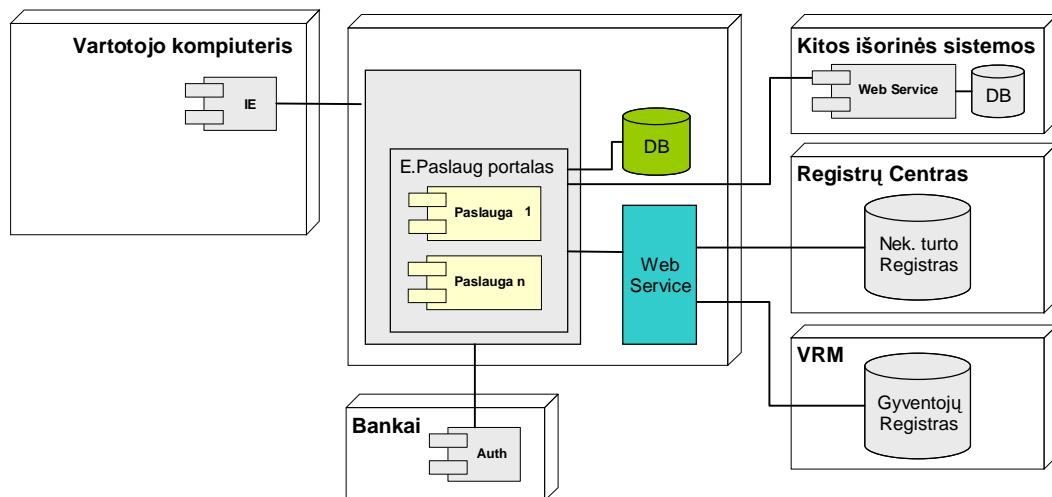 Vartotojo kompiuteris
IE
E.Paslaug portalas
Paslauga 1
Paslauga n
DB
Web
Service
Kitos išorinės sistemos
Web Service
DB
Registrų Centras
Nek. turto
Registras
VRM
Gyventojų
Registras
Bankai
Auth